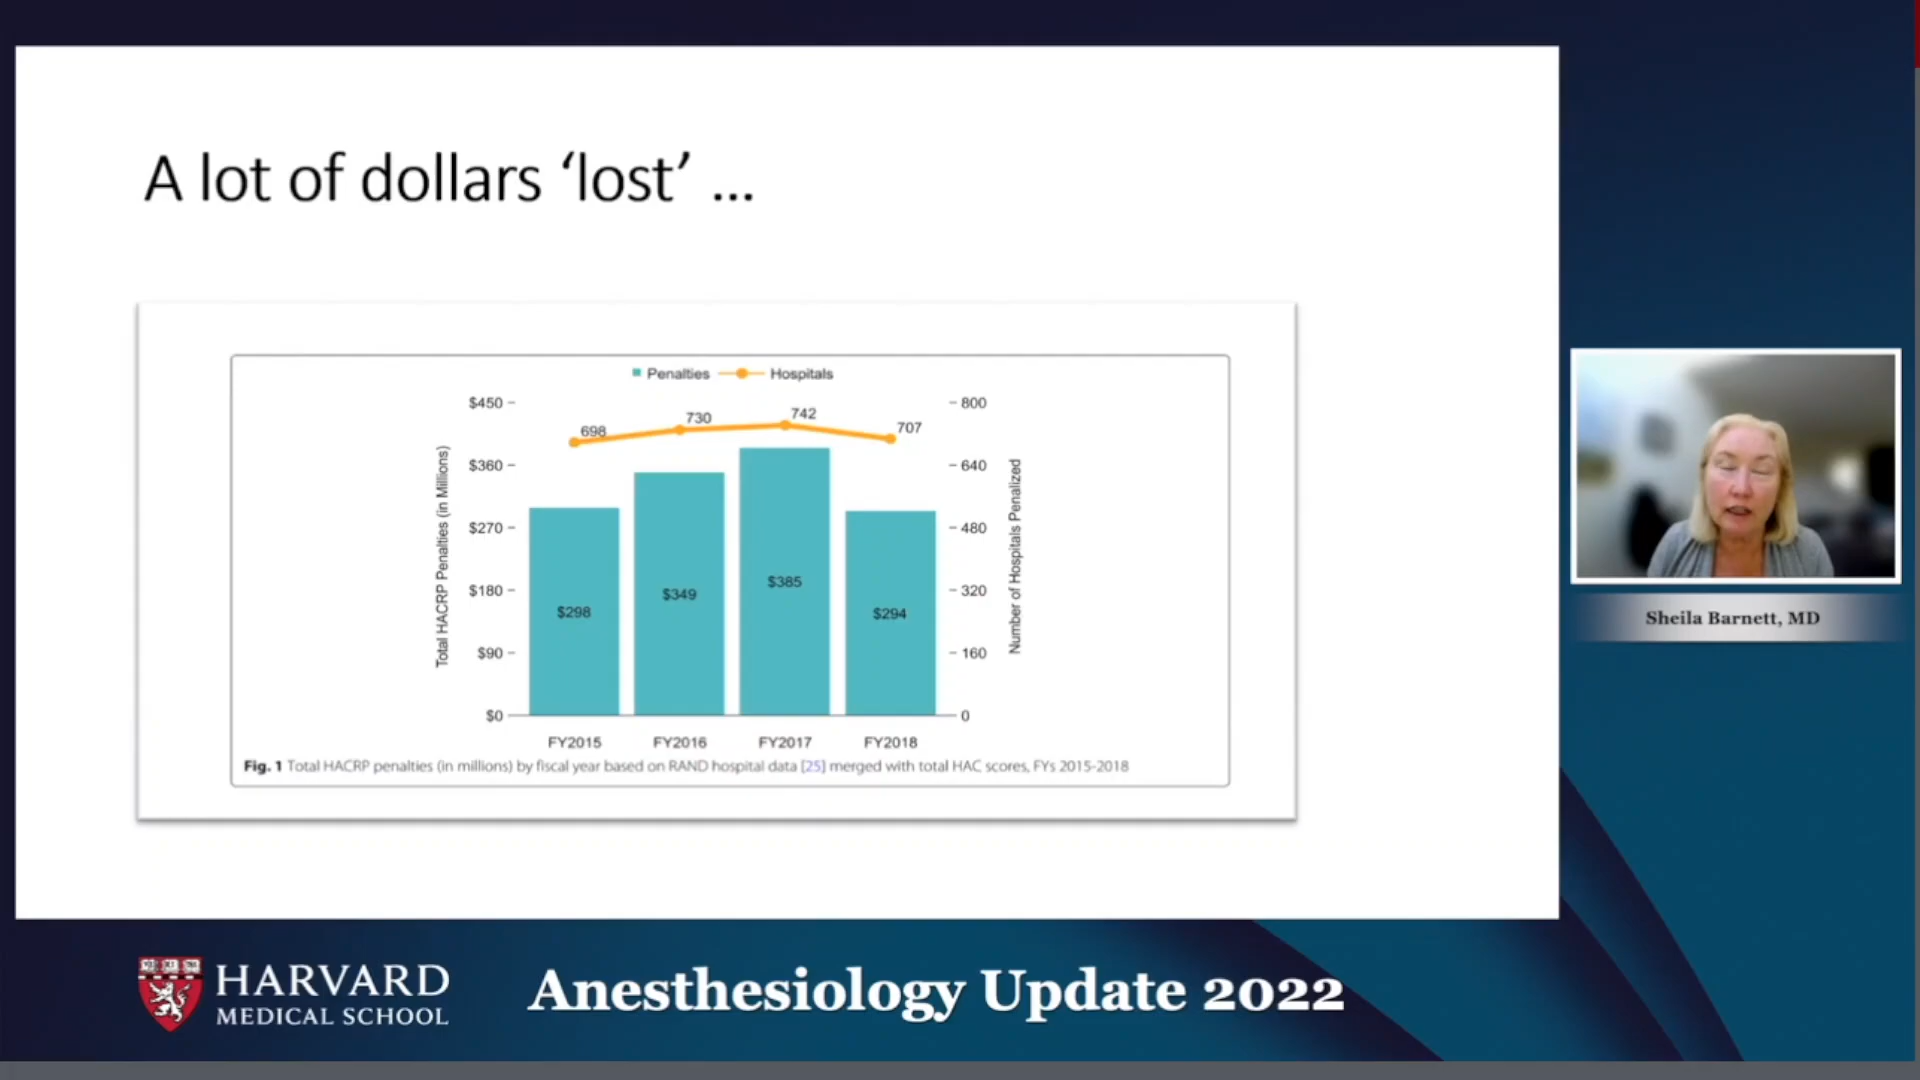 A lot of dollars ‘lost’ ...
Penalties Hospitals
$450
$360
$270
$180
$90
$0
Total HACRP Penalties (in Millions)
698
730
742
707
$298
$349
$385
$294
800
640
480
320
160
0
Number of Hospitals Penalized
FY2015 FY2016 FY2017 FY2018
Fig. 1 Total HACRP penalties (in millions) by fiscal year based on RAND hospital data [25] merged with total HAC scores, FYs 2015-2018
Sheila Barnett, MD
HARVARD
MEDICAL SCHOOL
Anesthesiology Update 2022